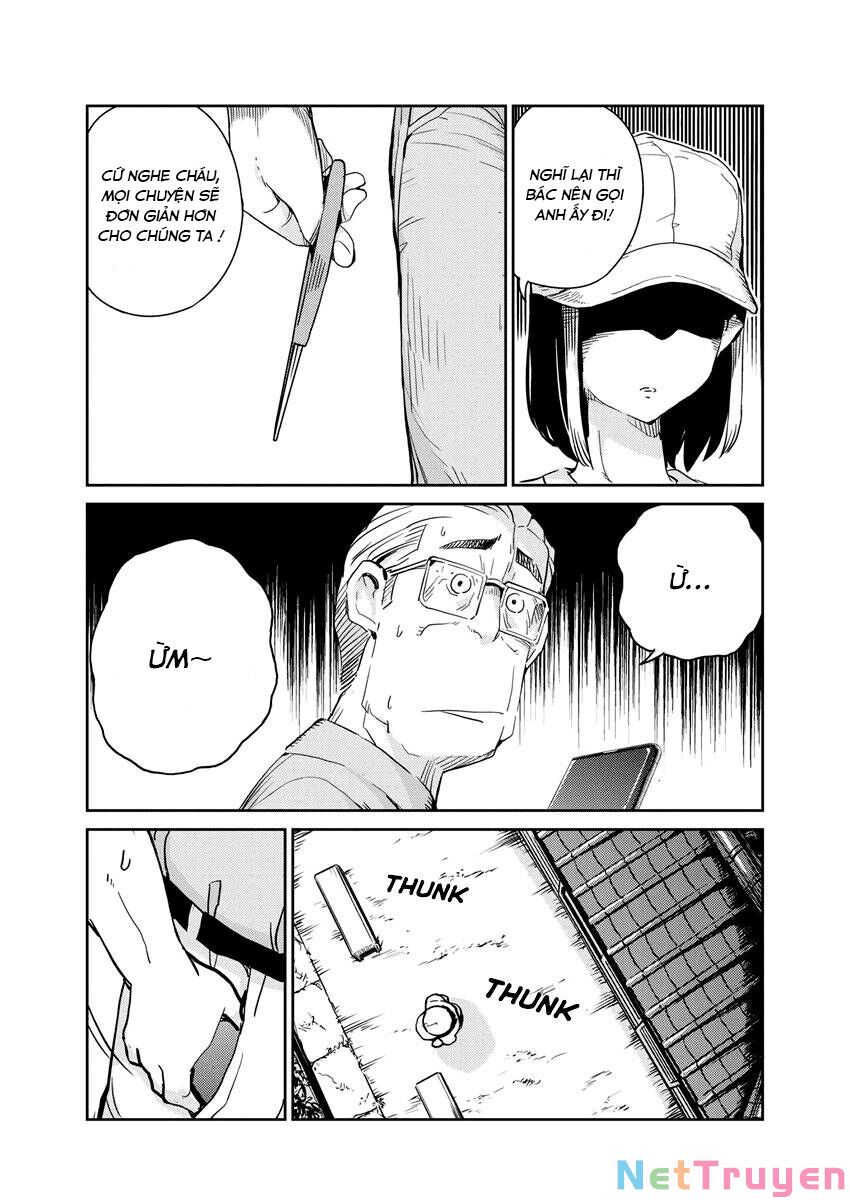 NGHĨ LẠI THÌ
BÁC NÊN GỌI
ANH ẤY ĐI!
CỨ NGHE CHÁU,
MỌI CHUYỆN SẼ
ĐƠN GIẢN HƠN
CHO CHÚNG TA !
Ừ...
ỪM~
THUNK
THUNK
NetTruyen